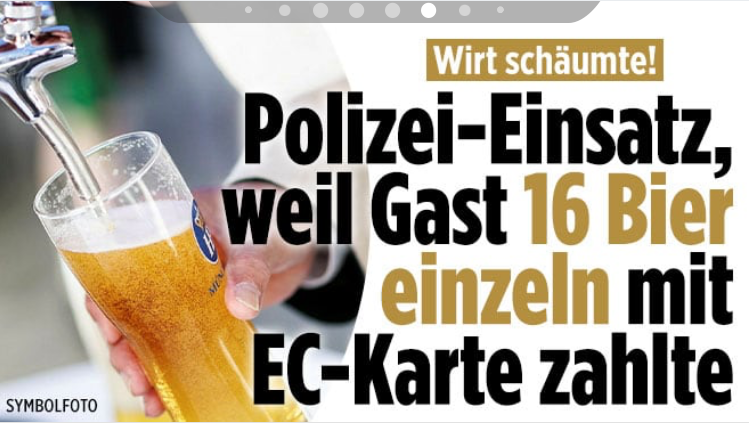 Wirt schäumte!
Polizei-Einsatz,
weil Gast 16 Bier
einzeln mit
EC-Karte zahlte
SYMBOLFOTO